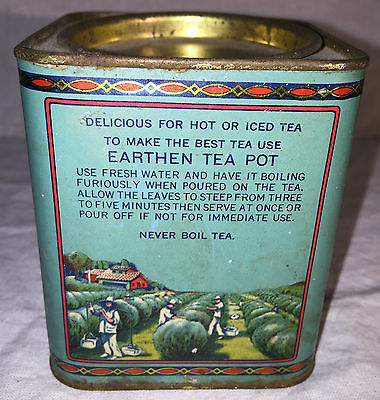 DELICIOUS FOR HOT OR ICED TEA
TO MAKE THE BEST TEA USE
EARTHEN TEA POT
USE FRESH WATER AND HAVE IT BOILING
FURIOUSLY WHEN POURED ON THE TEA.
ALLOW THE LEAVES TO STEEP FROM THREE
TO FIVE MINUTES THEN SERVE AT ONCE OR
POUR OFF IF NOT FOR IMMEDIATE USE.
NEVER BOIL TEA.